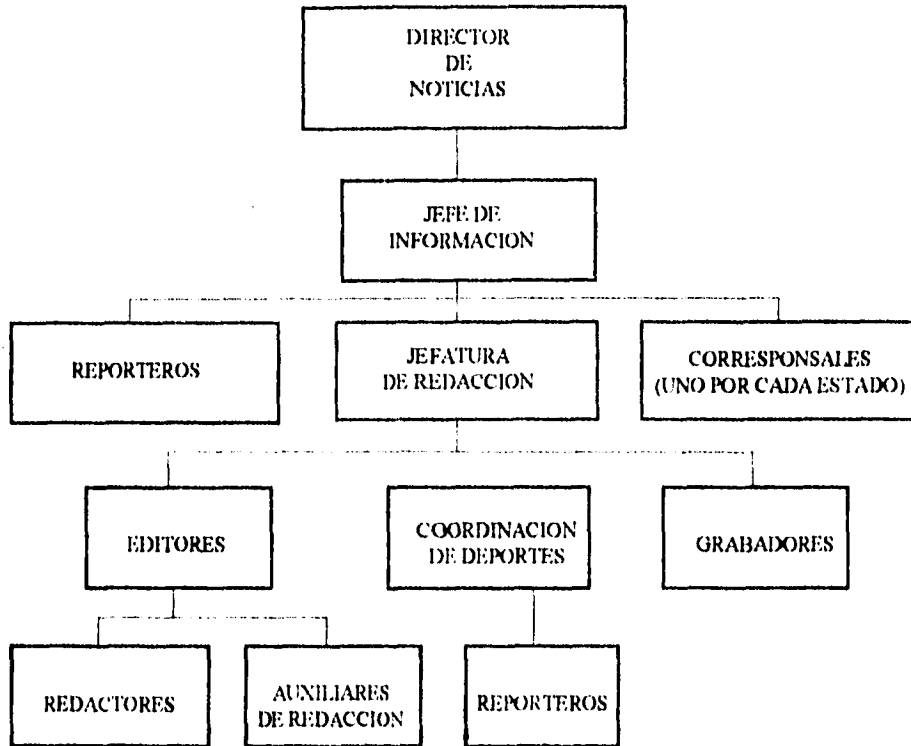 DIRECTOR
DE
NOTICIAS
JEFE DE
INFORMACION
REPORTEROS
JEFATURA
DE REDACCION
CORRESPONSALES
(UNO POR CADA ESTADO)
EDITORES
COORDINACION
DE DEPORTES
GRABADORES
REDACTORES
AUXILIARES
DE REDACCION
REPORTEROS